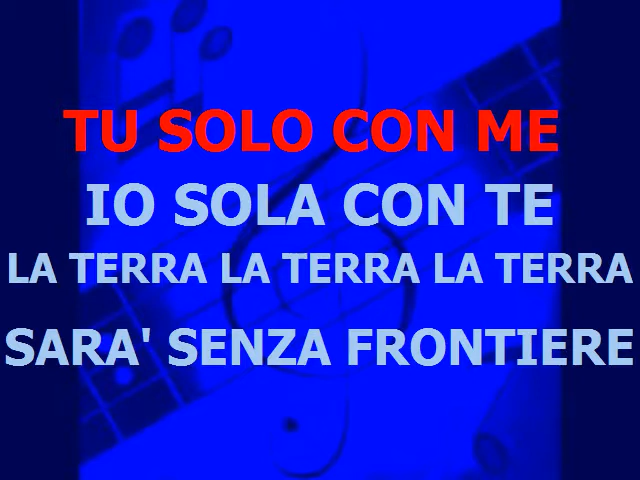 TU SOLO CON ME
IO SOLA CON TE
LA TERRA LA TERRA LA TERRA
SARA' SENZA FRONTIERE